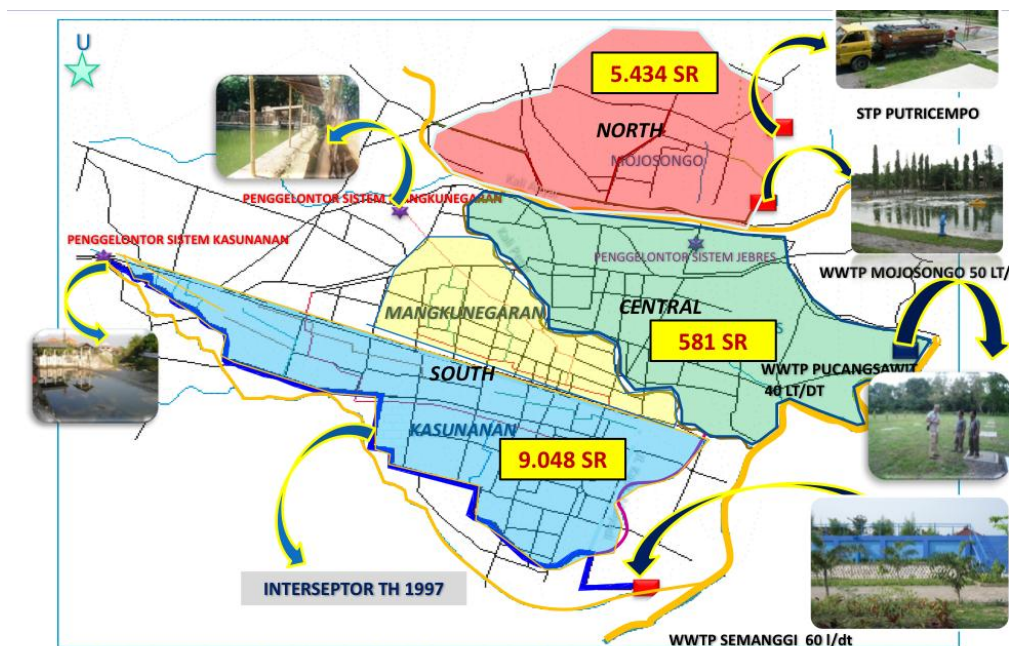 U
5.434 SR
NORTH
MOJOSONGO
STP PUTRICEMPO
PENGGELONTOR SISTEM MANGKUNEGARAN
PENGGELONTOR SISTEM KASUNANAN
PENGGELONTOR SISTEM JEBRES
WWTP MOJOSONGO 50 LT/
MANGKUNEGARAN
CENTRAL
581 SR
SOUTH
WWTP PUCANGSAWIT
40 LT/DT
KASUNANAN
9.048 SR
INTERSEPTOR TH 1997
WWTP SEMANGGI 60 l/dt